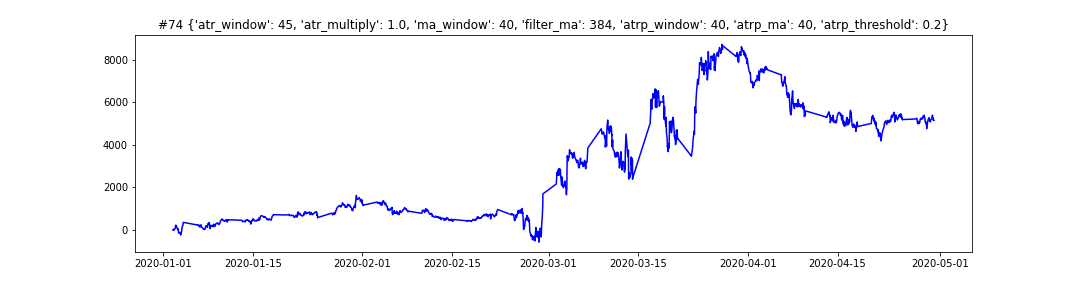 #74 {'atr_window': 45, 'atr_multiply': 1.0, 'ma_window': 40, 'filter_ma': 384, 'atrp_window': 40, 'atrp_ma': 40, 'atrp_threshold': 0.2}
8000
6000
4000
2000
0
2020-01-01 2020-01-15 2020-02-01 2020-02-15 2020-03-01 2020-03-15 2020-04-01 2020-04-15 2020-05-01